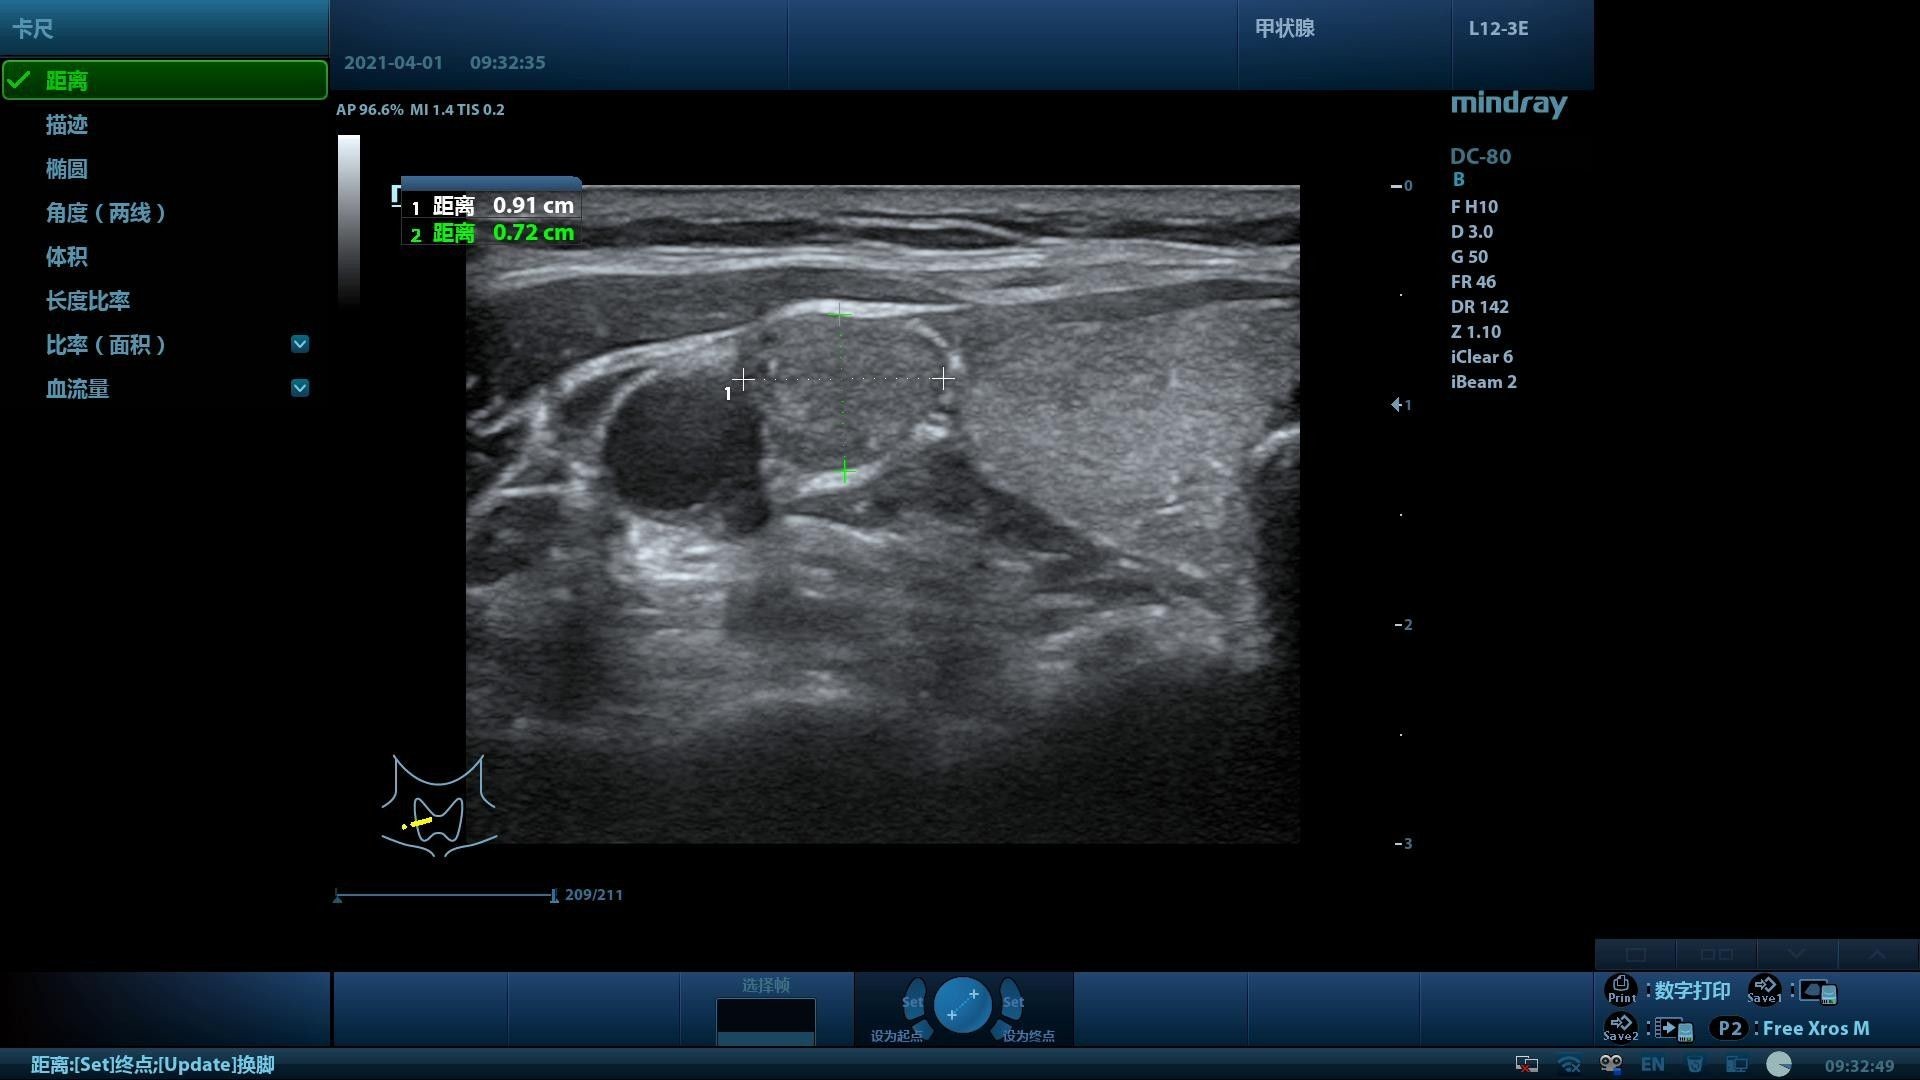 卡尺
甲状腺
L12-3E
2021-04-01 09:32:35
距离
描迹
椭圆
角度（两线）
体积
长度比率
比率（面积）
血流量
AP 96.6% MI 1.4 TIS 0.2
mindray
DC-80
B
F H10
D 3.0
G 50
FR 46
DR 142
Z 1.10
iClear 6
iBeam 2
1 距离 0.91 cm
2 距离 0.72 cm
1
0
1
2
3
209/211
选择帧
Set
Set
设为起点
设为终点
Print : 数字打印 Save1 :
Save2 : P2 : Free Xros M
距离:[Set]终点;[Update]换脚
EN
09:32:49